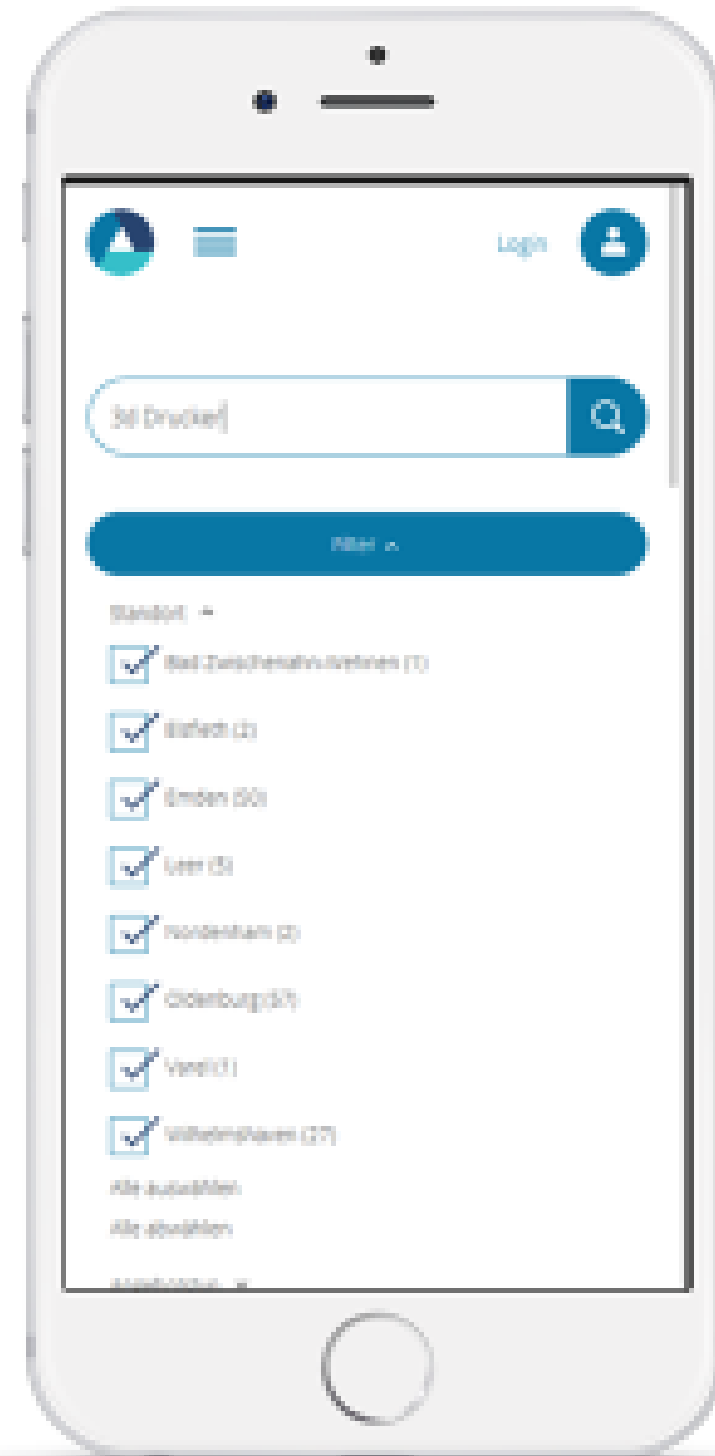 Login
3d Drucker
Filter
Standort
Bad Zwischenahn-Wehnen (1)
Elsfleth (2)
Emden (50)
Leer (5)
Nordenham (2)
Oldenburg (57)
Varel (1)
Wilhelmshaven (27)
Alle auswählen
Alle abwählen